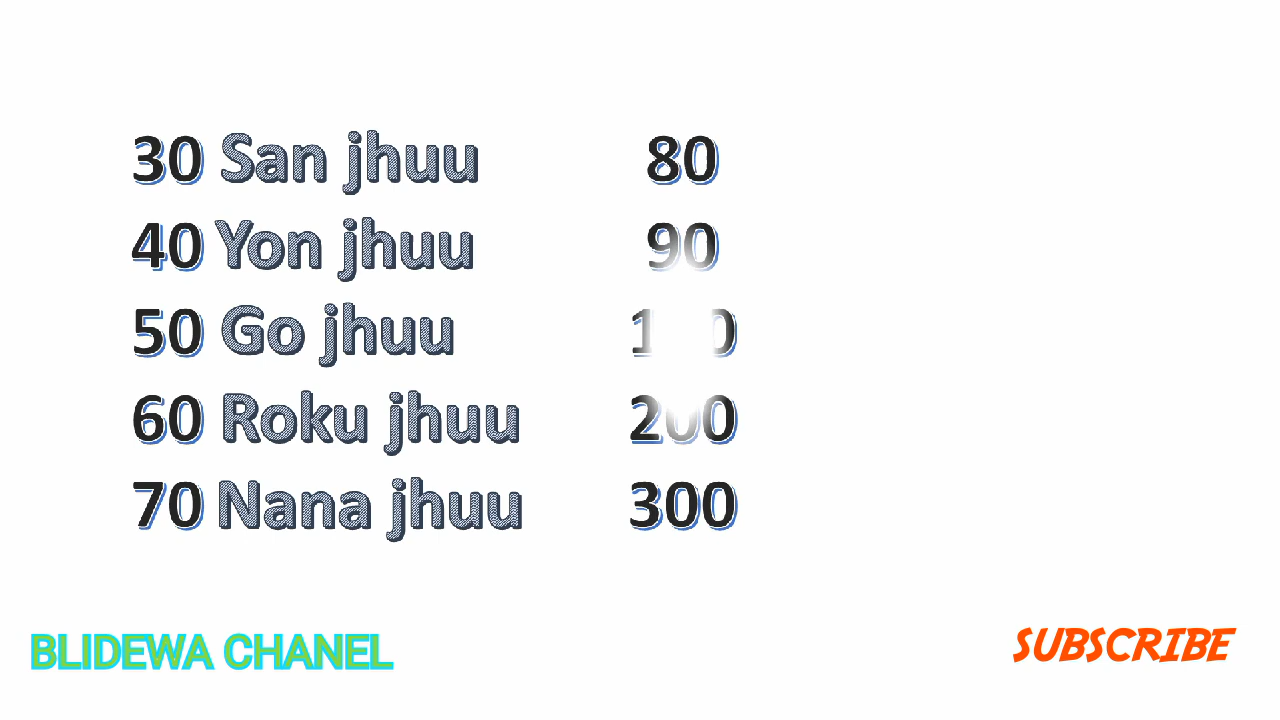 30 San jhuu 80
40 Yon jhuu 90
50 Go jhuu
60 Roku jhuu 200
70 Nana jhuu 300
BLIDEWA CHANEL
SUBSCRIBE